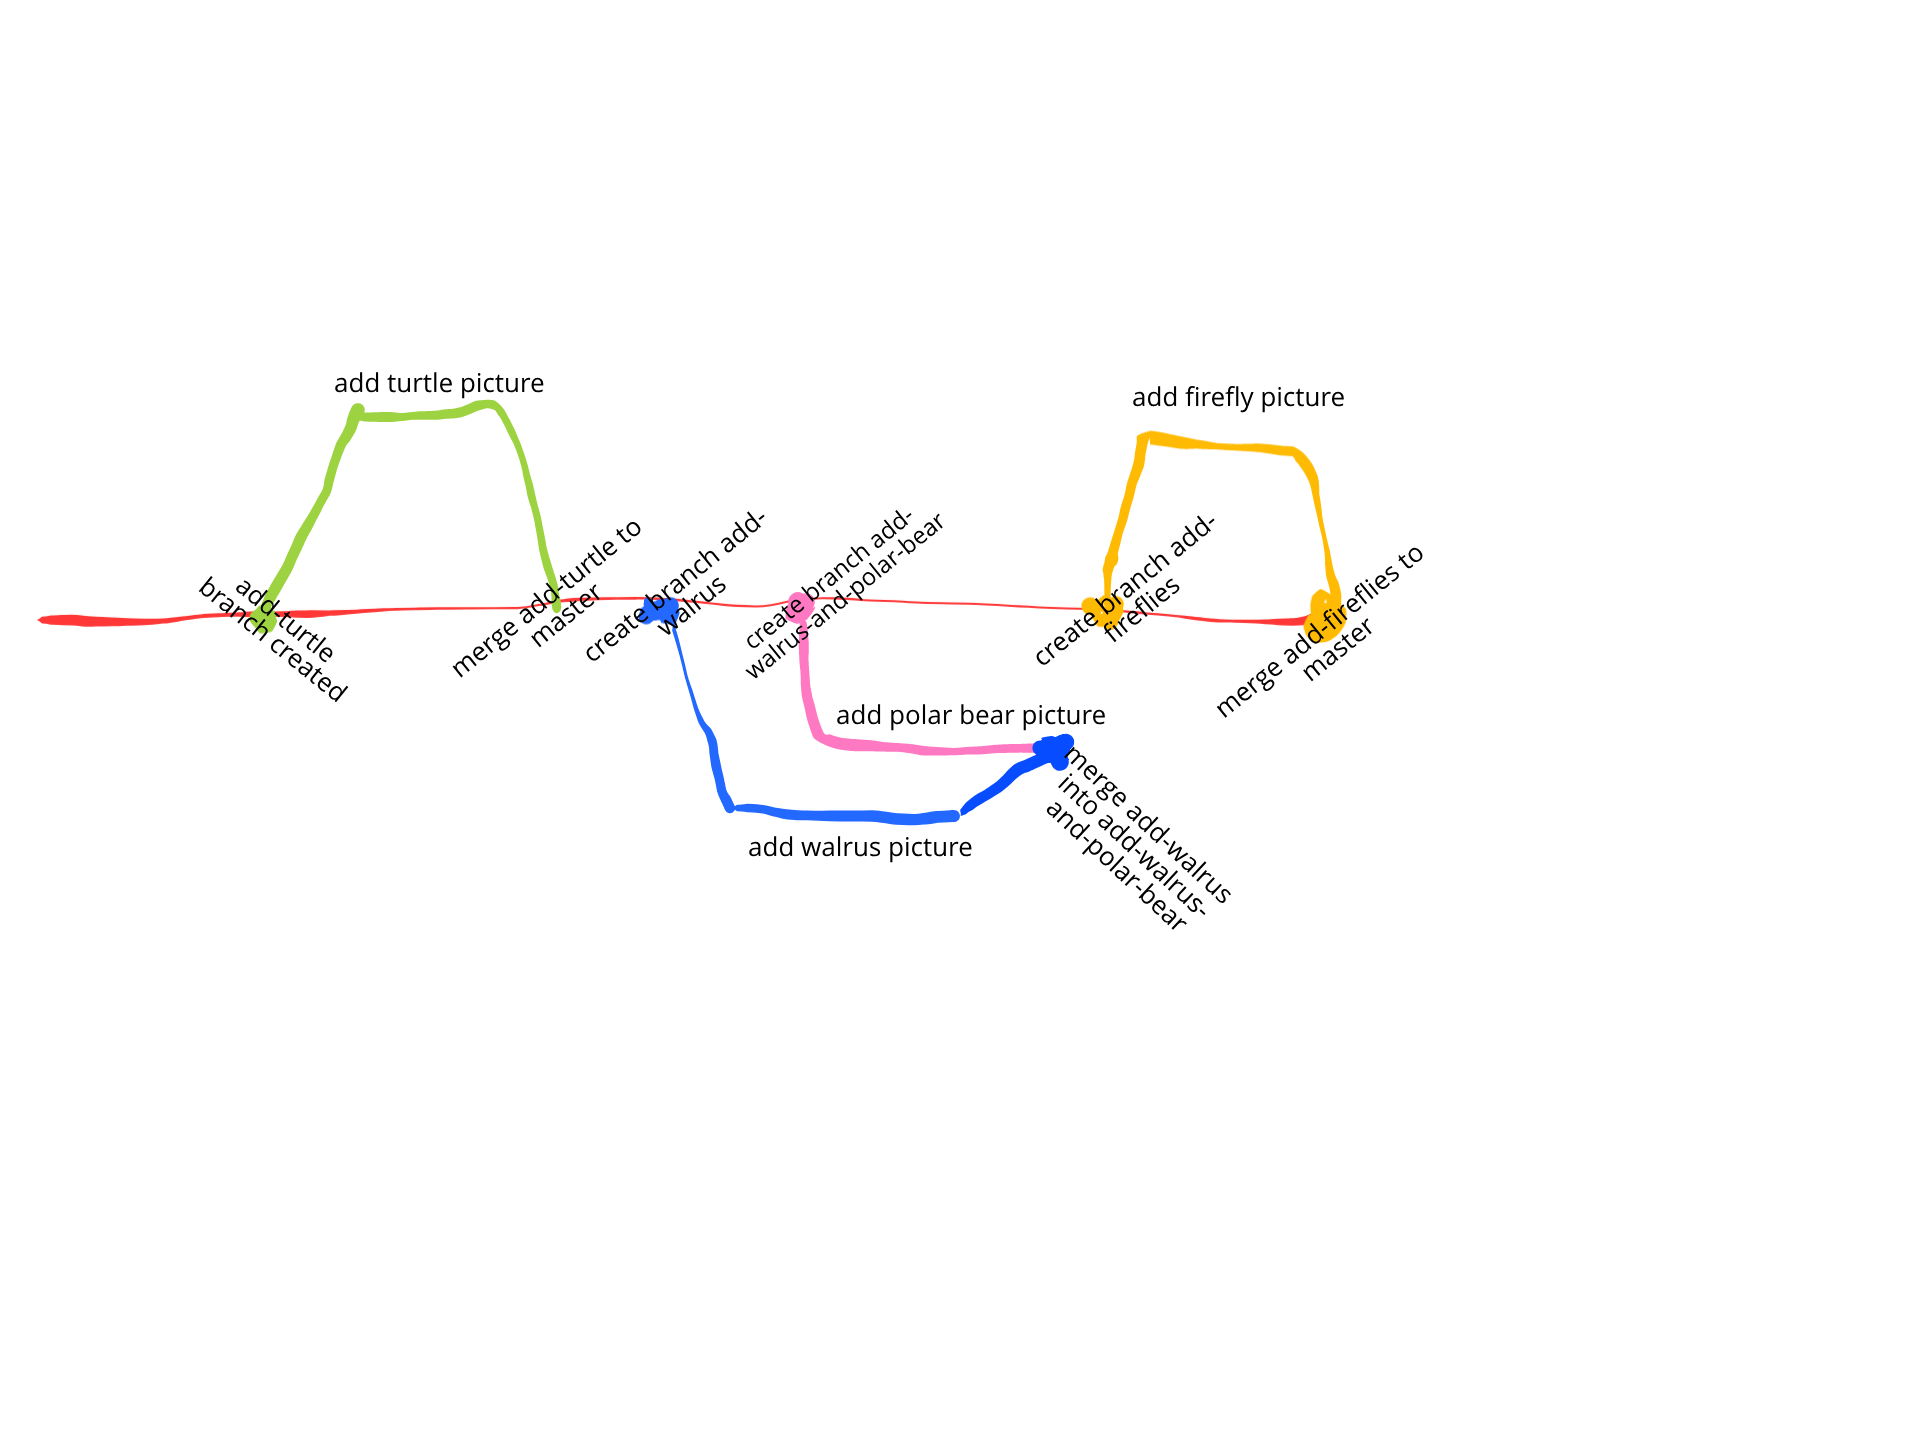 add turtle picture
add firefly picture
add turtle
branch created
merge add-turtle to
master
create branch add-
walrus
create branch add-
walrus-and-polar-bear
create branch add-
fireflies
merge add-fireflies to
master
add polar bear picture
add walrus picture
merge add-walrus
into add-walrus-
and-polar-bear